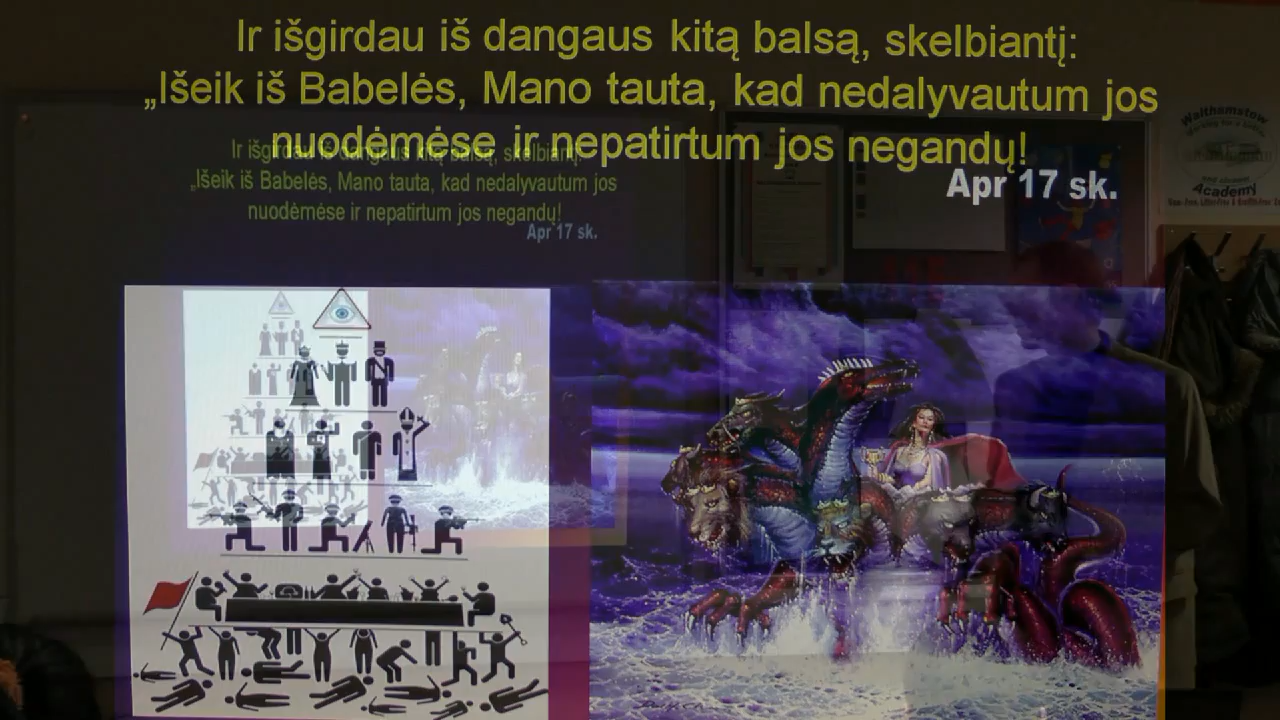 Ir išgirdau iš dangaus kitą balsą, skelbiantį:
„Išeik iš Babelės, Mano tauta, kad nedalyvautum jos
nuodėmėse ir nepatirtum jos negandų!
Apr 17 sk.
Ir išgirdau iš dangaus kitą balsą, skelbiantį:
„Išeik iš Babelės, Mano tauta, kad nedalyvautum jos
nuodėmėse ir nepatirtum jos negandų!
Apr 17 sk.
Walthamstow
Academy